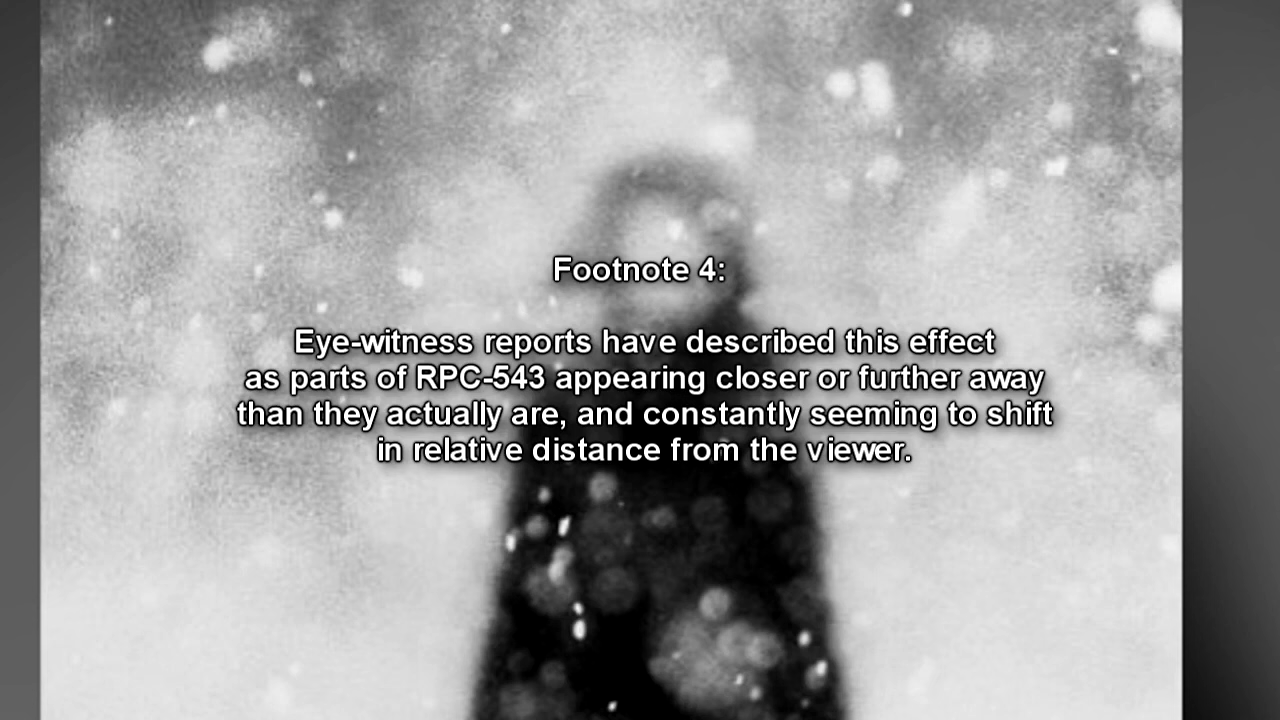 Footnote 4:
Eye-witness reports have described this effect
as parts of RPC-543 appearing closer or further away
than they actually are, and constantly seeming to shift
in relative distance from the viewer.